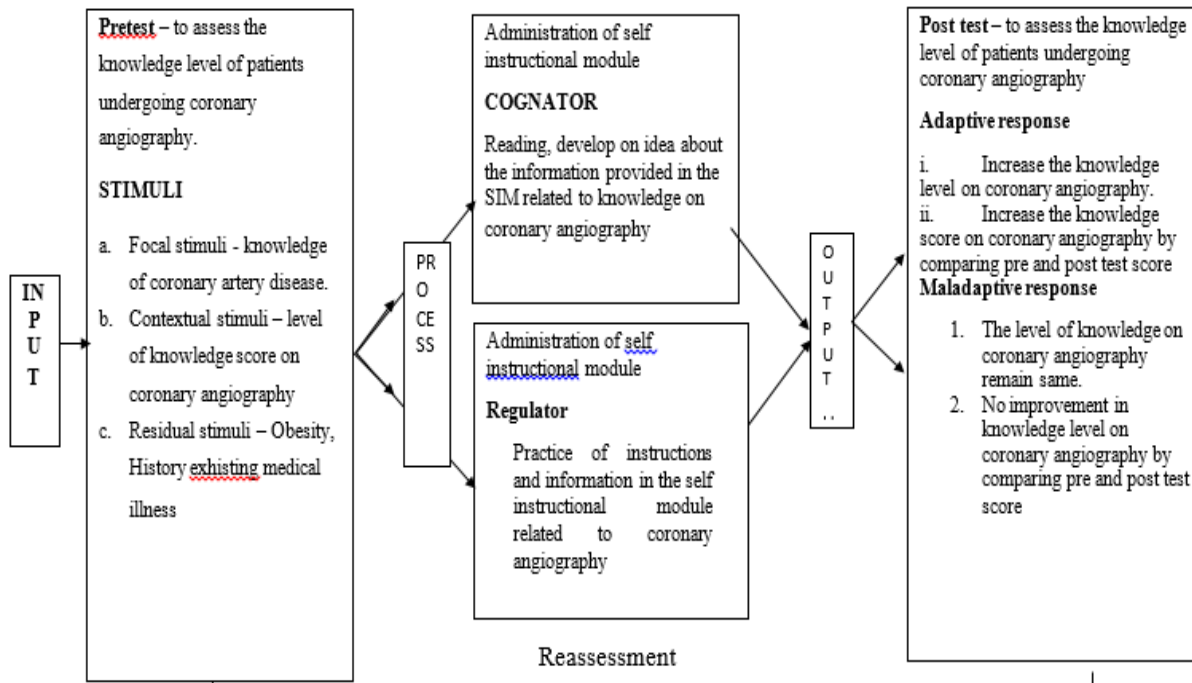 IN
P
U
T
Pretest – to assess the
knowledge level of patients
undergoing coronary
angiography.
STIMULI
a. Focal stimuli - knowledge
of coronary artery disease.
b. Contextual stimuli – level
of knowledge score on
coronary angiography
c. Residual stimuli – Obesity,
History exhisting medical
illness
PR
O
CE
SS
Administration of self
instructional module
COGNATOR
Reading, develop on idea about
the information provided in the
SIM related to knowledge on
coronary angiography
Administration of self
instructional module
Regulator
Practice of instructions
and information in the self
instructional module
related to coronary
angiography
Reassessment
O
U
T
P
U
T
..
Post test – to assess the knowledge
level of patients undergoing
coronary angiography
Adaptive response
i. Increase the knowledge
level on coronary angiography.
ii. Increase the knowledge
score on coronary angiography by
comparing pre and post test score
Maladaptive response
1. The level of knowledge on
coronary angiography
remain same.
2. No improvement in
knowledge level on
coronary angiography by
comparing pre and post test
score